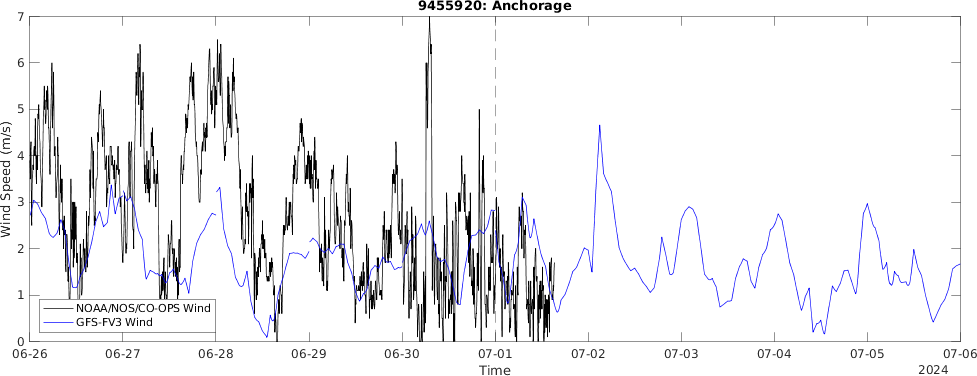 9455920: Anchorage
Wind Speed (m/s)
7
6
5
4
3
2
1
0
NOAA/NOS/CO-OPS Wind
GFS-FV3 Wind
06-26 06-27 06-28 06-29 06-30 07-01 07-02 07-03 07-04 07-05 07-06
Time
2024